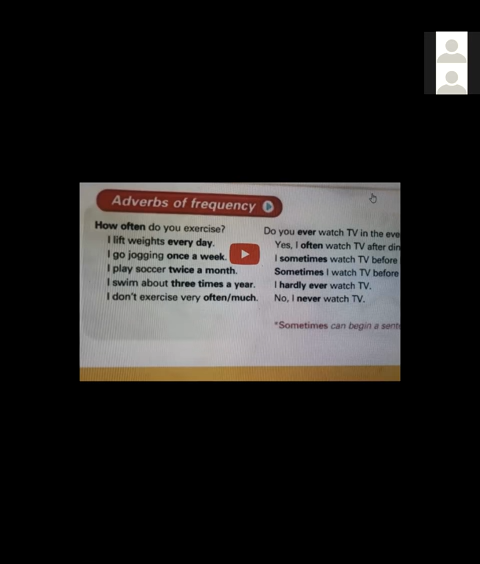 Adverbs of frequency
How often do you exercise?
I lift weights every day.
I go jogging once a week.
I play soccer twice a month.
I swim about three times a year.
I don't exercise very often/much.
Do you ever watch TV in the eve
Yes, I often watch TV after din
I sometimes watch TV before
Sometimes I watch TV before
I hardly ever watch TV.
No, I never watch TV.
*Sometimes can begin a sent